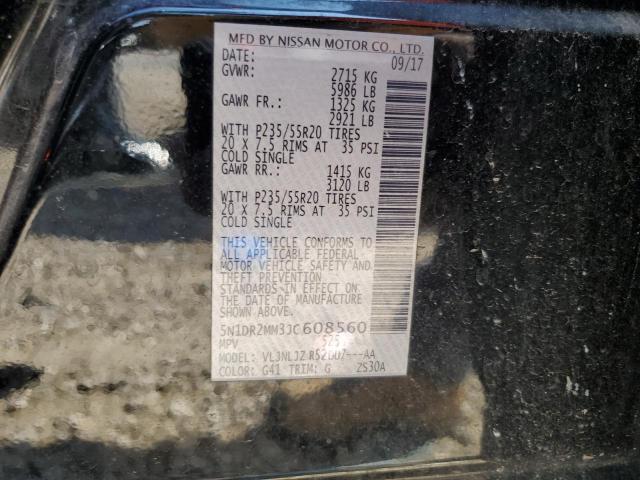 MFD BY NISSAN MOTOR CO., LTD.
DATE: 09/17
GVWR: 2715 KG
5986 LB
GAWR FR.: 1325 KG
2921 LB
WITH P235/55R20 TIRES
20 X 7.5 RIMS AT 35 PSI
COLD SINGLE
GAWR RR.: 1415 KG
3120 LB
WITH P235/55R20 TIRES
20 X 7.5 RIMS AT 35 PSI
COLD SINGLE
THIS VEHICLE CONFORMS TO
ALL APPLICABLE FEDERAL
MOTOR VEHICLE SAFETY AND
THEFT PREVENTION
STANDARDS IN EFFECT ON
THE DATE OF MANUFACTURE
SHOWN ABOVE.
5N1DR2MM3JC608560
MPV 525
MODEL: VLJNLJZ AA
COLOR: G41 TRIM: G 2S30A